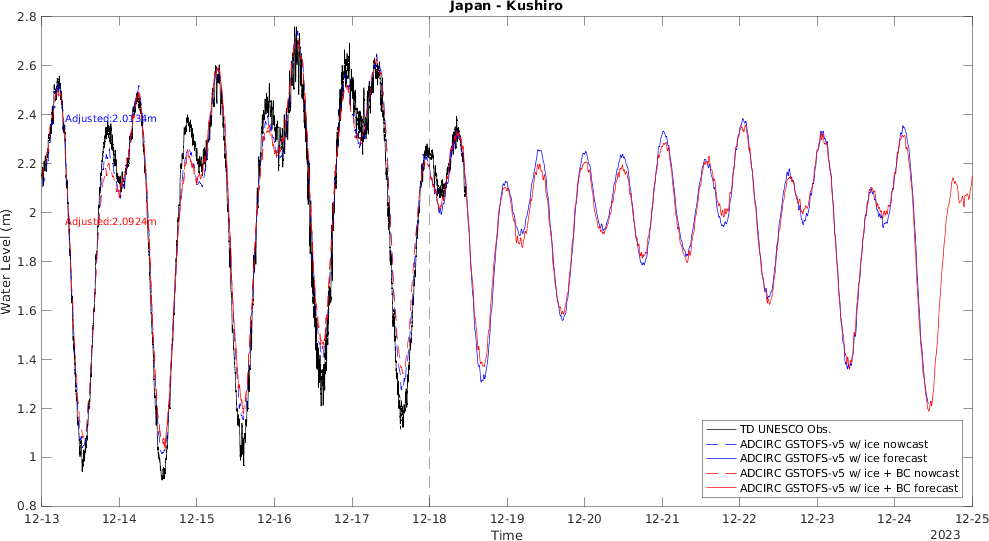 Japan - Kushiro
2.8
2.6
2.4
2.2
2
1.8
1.6
1.4
1.2
1
0.8
Water Level (m)
Adjusted:2.0134m
Adjusted:2.0924m
TD UNESCO Obs.
ADCIRC GSTOFS-v5 w/ ice nowcast
ADCIRC GSTOFS-v5 w/ ice forecast
ADCIRC GSTOFS-v5 w/ ice + BC nowcast
ADCIRC GSTOFS-v5 w/ ice + BC forecast
12-13 12-14 12-15 12-16 12-17 12-18 12-19 12-20 12-21 12-22 12-23 12-24 12-25
Time
2023